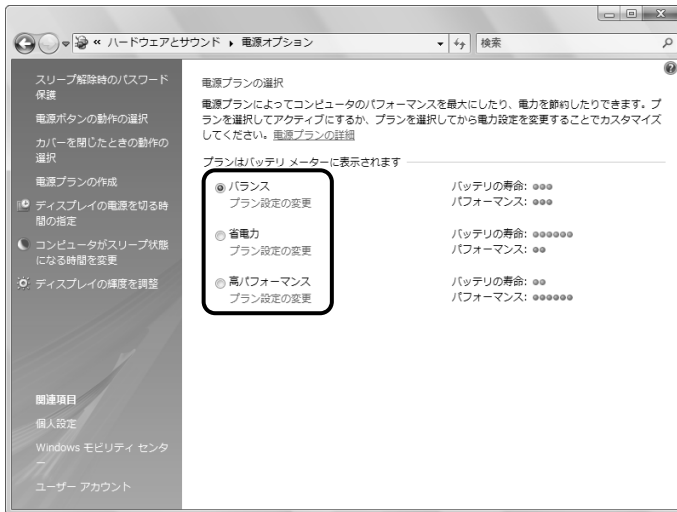 « ハードウェアとサウンド ▸ 電源オプション
検索
スリープ解除時のパスワード
保護
電源ボタンの動作の選択
カバーを閉じたときの動作の
選択
電源プランの作成
ディスプレイの電源を切る時
間の指定
コンピュータがスリープ状態
になる時間を変更
ディスプレイの輝度を調整
関連項目
個人設定
Windows モビリティ センタ
ー
ユーザー アカウント
電源プランの選択
電源プランによってコンピュータのパフォーマンスを最大にしたり、電力を節約したりできます。プ
ランを選択してアクティブにするか、プランを選択してから電力設定を変更することでカスタマイズ
してください。電源プランの詳細
プランはバッテリ メーターに表示されます
バランス
プラン設定の変更
バッテリの寿命:
パフォーマンス:
省電力
プラン設定の変更
バッテリの寿命:
パフォーマンス:
高パフォーマンス
プラン設定の変更
バッテリの寿命:
パフォーマンス: